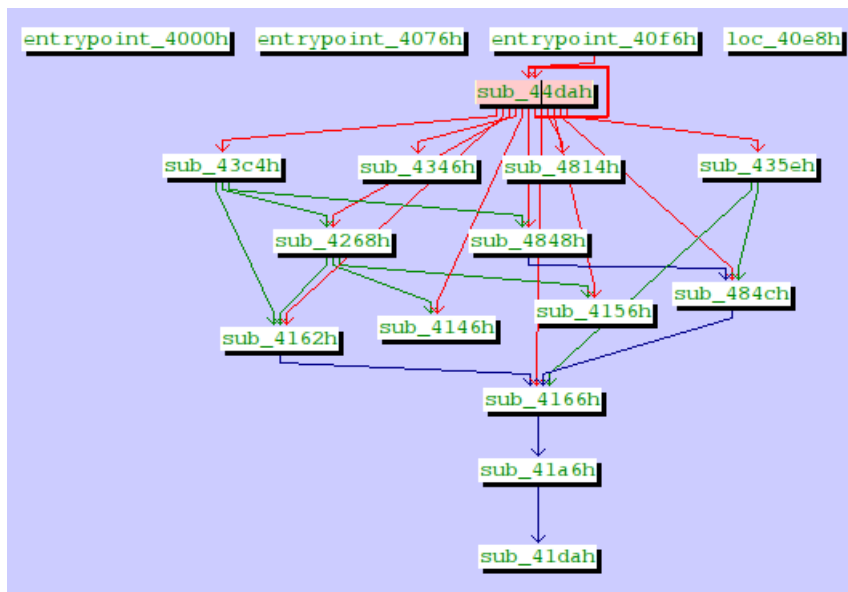 entrypoint_4000h entrypoint_4076h entrypoint_40f6h loc_40e8h
sub_44dah
sub_43c4h sub_4346h sub_4814h sub_435eh
sub_4268h sub_4848h
sub_484ch
sub_4162h sub_4146h sub_4156h
sub_4166h
sub_41a6h
sub_41dah